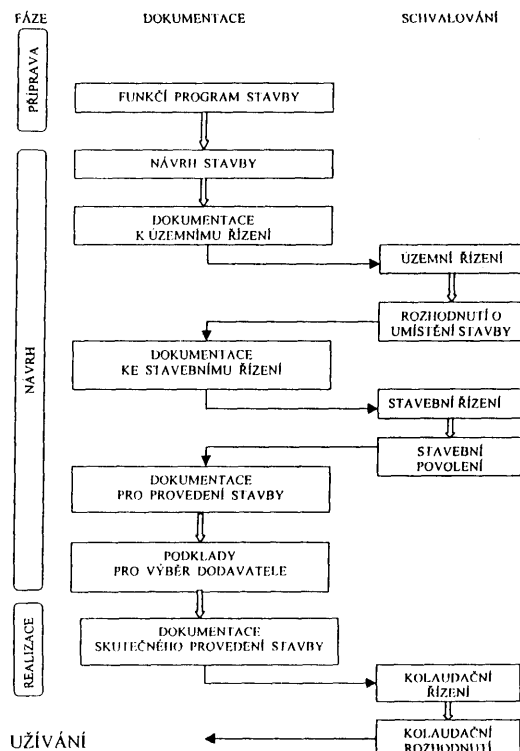 FÁZE DOKUMENTACE SCHVALOVÁNÍ
PŘÍPRAVA
FUNKČÍ PROGRAM STAVBY
NÁVRH
NÁVRH STAVBY
DOKUMENTACE
K ÚZEMNÍMU ŘÍZENÍ
ÚZEMNÍ ŘÍZENÍ
ROZHODNUTÍ O
UMÍSTĚNÍ STAVBY
DOKUMENTACE
KE STAVEBNÍMU ŘÍZENÍ
STAVEBNÍ ŘÍZENÍ
STAVEBNÍ
POVOLENÍ
DOKUMENTACE
PRO PROVEDENÍ STAVBY
PODKLADY
PRO VÝBĚR DODAVATELE
REALIZACE
DOKUMENTACE
SKUTEČNÉHO PROVEDENÍ STAVBY
KOLAUDAČNÍ
ŘÍZENÍ
KOLAUDAČNÍ
ROZHODNUTÍ
UŽÍVÁNÍ